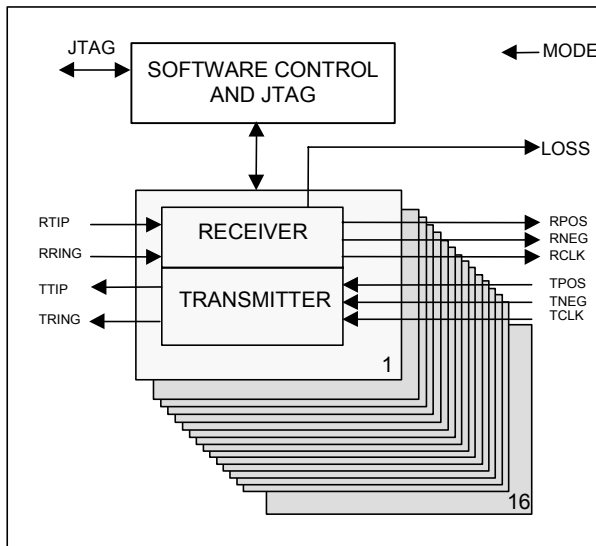 JTAG
SOFTWARE CONTROL
AND JTAG
MODE
LOSS
RTIP
RRING
TTIP
TRING
RECEIVER
TRANSMITTER
RPOS
RNEG
RCLK
TPOS
TNEG
TCLK
1
16